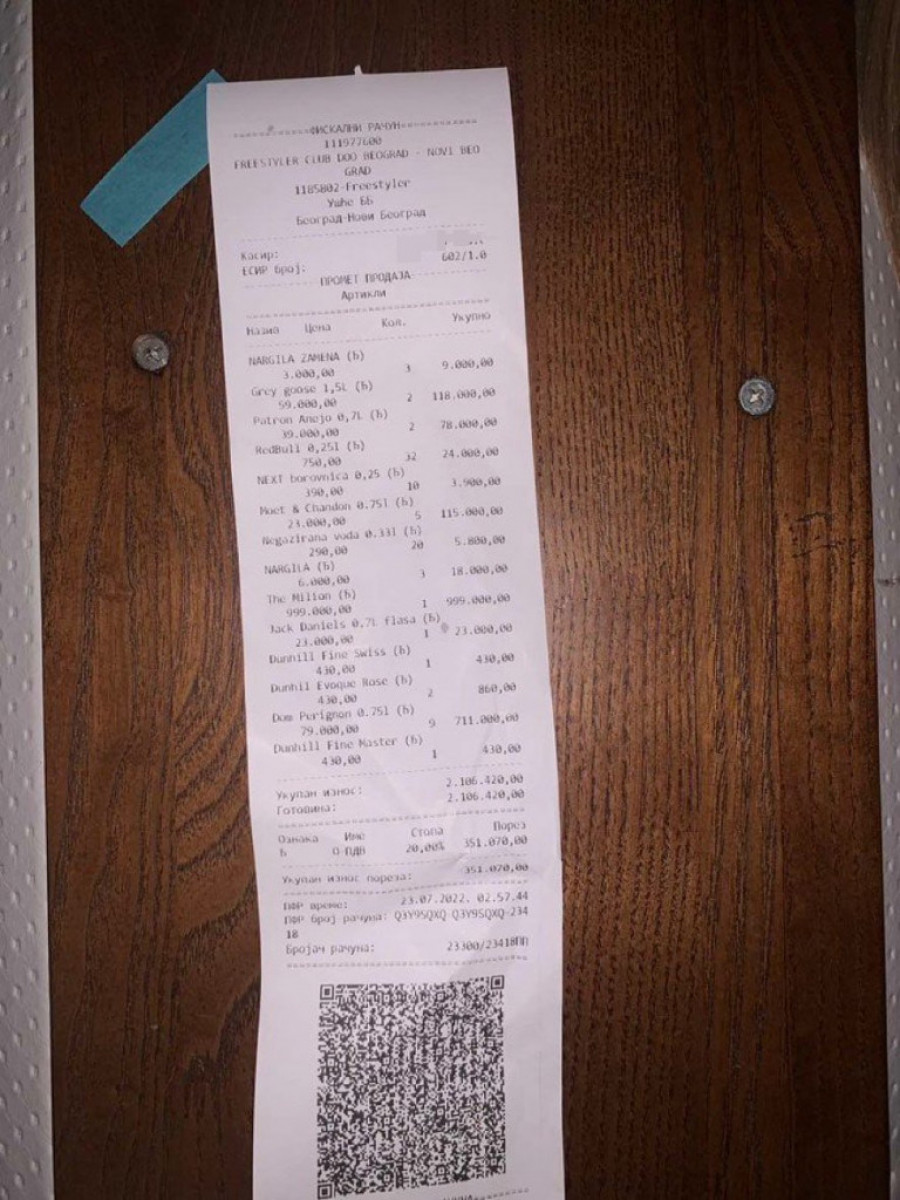 ФИСКАЛНИ РАЧУН
111977600
FREESTYLER CLUB DOO BEOGRAD - NOVI BEO
GRAD
1185802-Freestyler
Ушће ББ
Београд-Нови Београд
Касир:
ЕСИР број: 602/1.0
ПРОМЕТ ПРОДАЈА
Артикли
Назив Цена Кол. Укупно
NARGILA ZAMENA (Ђ)
3.000,00 3 9.000,00
Grey goose 1,5L (Ђ)
59.000,00 2 118.000,00
Patron Anejo 0,7L (Ђ)
39.000,00 2 78.000,00
RedBull 0,25l (Ђ)
750,00 32 24.000,00
NEXT borovnica 0,25 (Ђ)
390,00 10 3.900,00
Moet & Chandon 0.75l (Ђ)
23.000,00 5 115.000,00
Negazirana voda 0.33l (Ђ)
290,00 20 5.800,00
NARGILA (Ђ)
6.000,00 3 18.000,00
The Milion (Ђ)
999.000,00 1 999.000,00
Jack Daniels 0,7L flasa (Ђ)
23.000,00 1 23.000,00
Dunhill Fine Swiss (Ђ)
430,00 1 430,00
Dunhil Evoque Rose (Ђ)
430,00 2 860,00
Dom Perignon 0.75l (Ђ)
79.000,00 9 711.000,00
Dunhill Fine Master (Ђ)
430,00 1 430,00
Укупан износ: 2.106.420,00
Готовина: 2.106.420,00
Ознака Име Стопа Порез
Ђ О-ПДВ 20,00% 351.070,00
Укупан износ пореза: 351.070,00
ПФР време: 23.07.2022. 02.57.44
ПФР број рачуна: Q3Y95QXQ-Q3Y95QXQ-234
18
Бројач рачуна: 23300/23418ПП